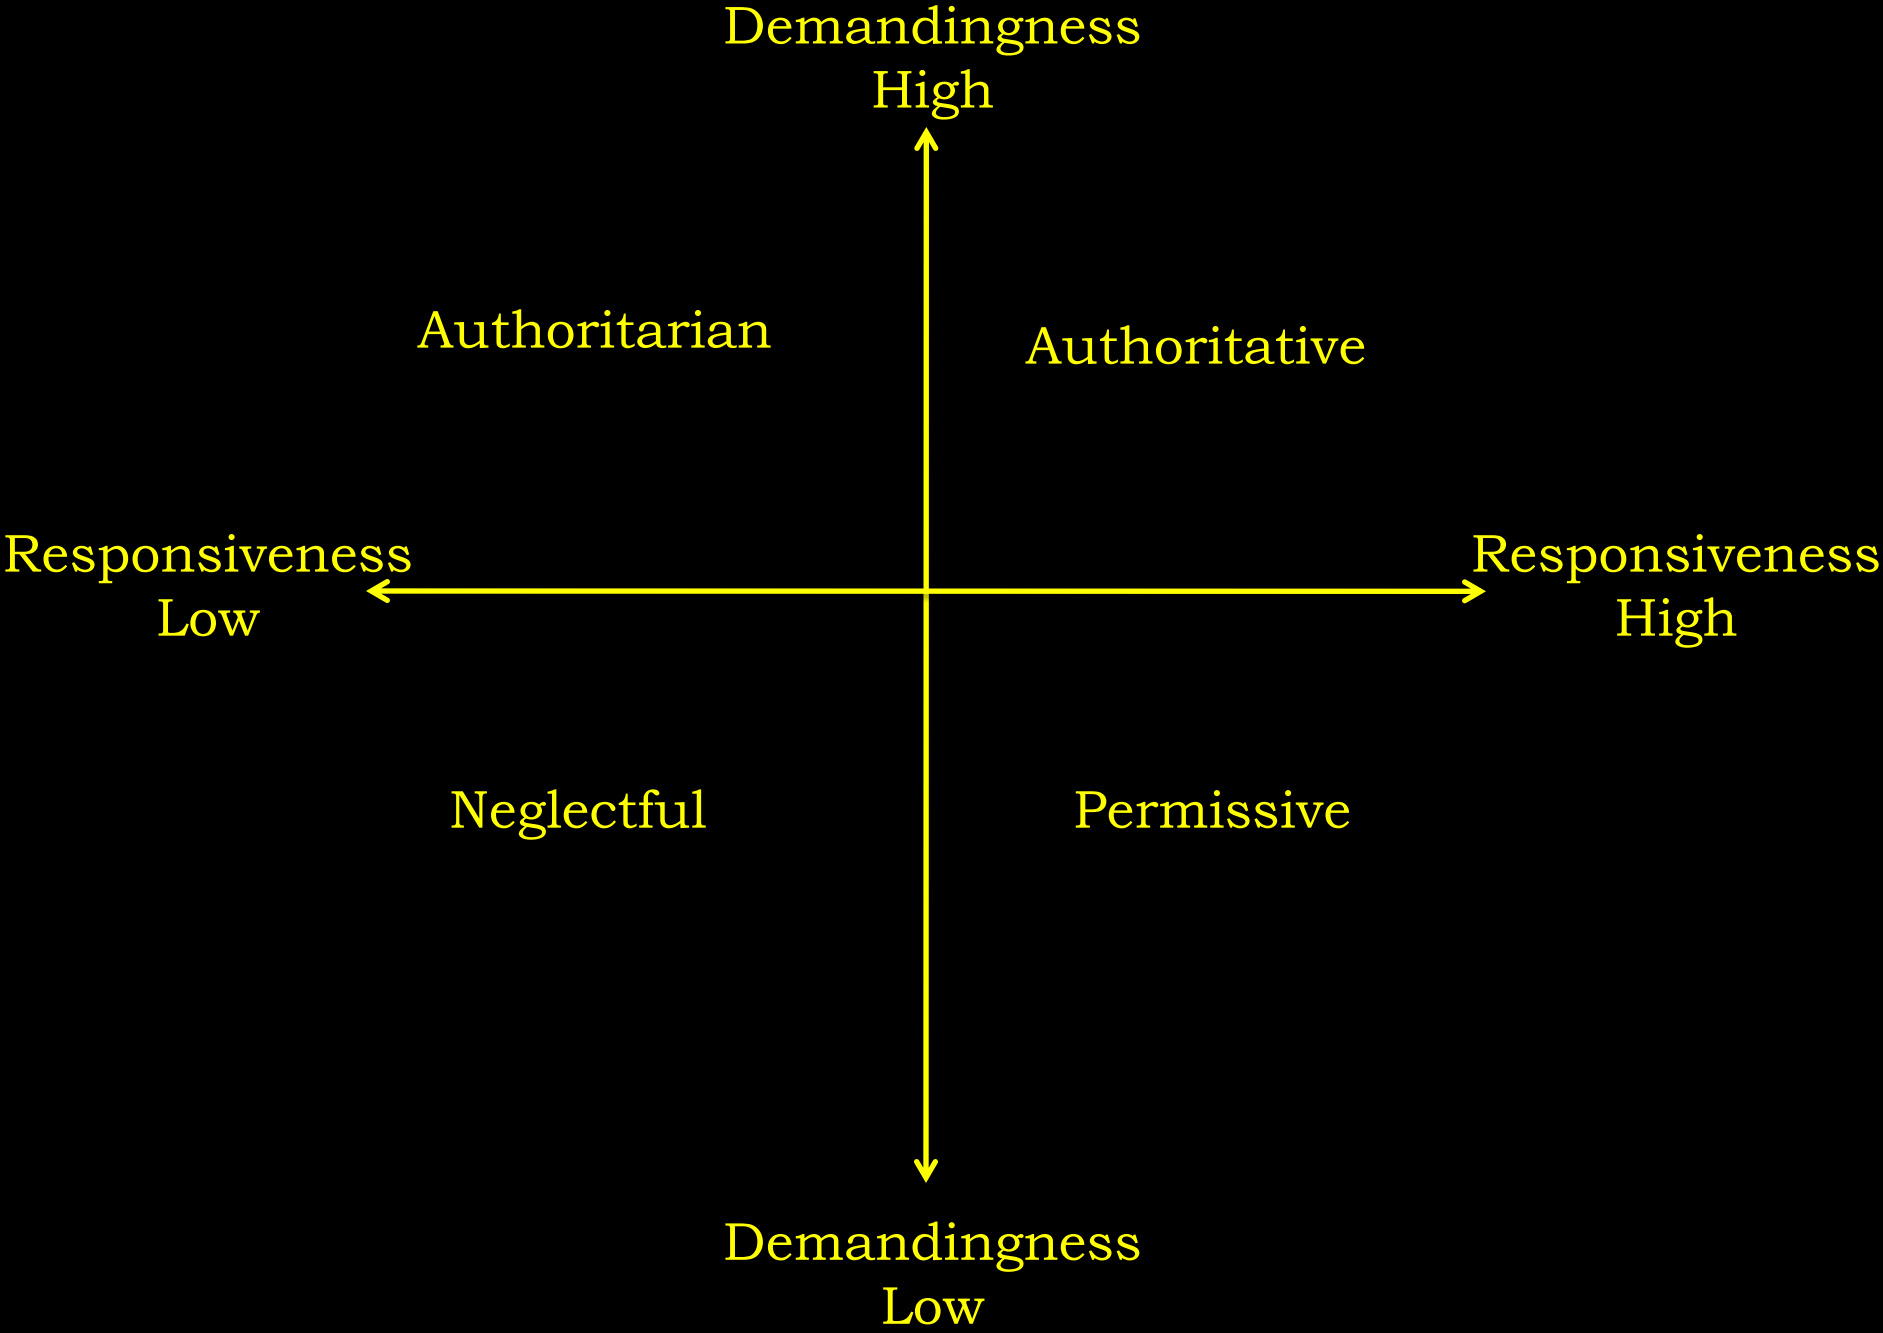 Demandingness
High
Authoritarian
Authoritative
Responsiveness
Low
Responsiveness
High
Neglectful
Permissive
Demandingness
Low